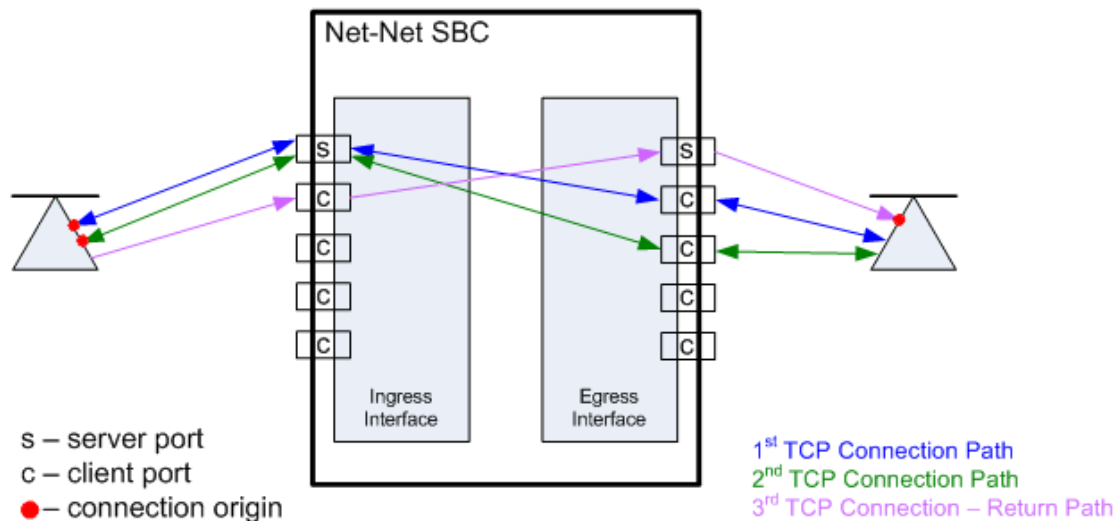 Net-Net SBC
S
C
C
C
C
S
C
C
C
C
Ingress
Interface
Egress
Interface
s – server port
c – client port
– connection origin
1st TCP Connection Path
2nd TCP Connection Path
3rd TCP Connection – Return Path